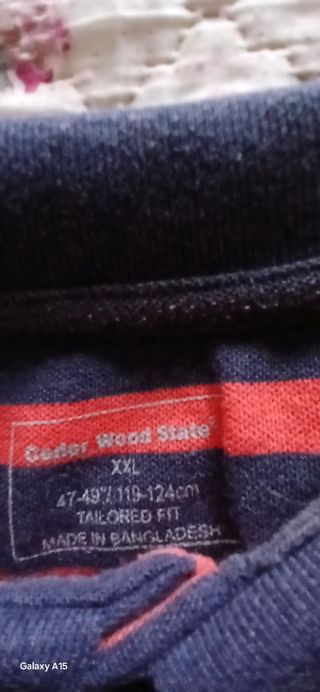 Cedar Wood State
XXL
47-49"/ 119-124cm
TAILORED FIT
MADE IN BANGLADESH
Galaxy A15